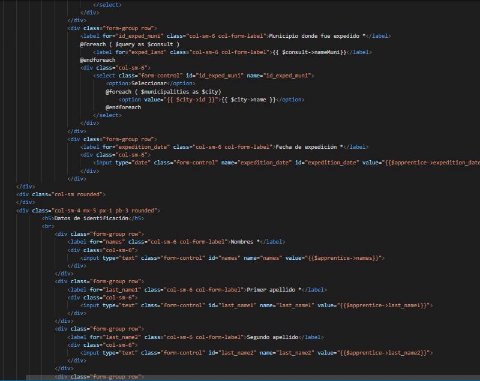 </select>
</div>
</div>
<div class="form-group row">
<label for="id_exped_muni" class="col-sm-6 col-form-label">Municipio donde fue expedido *</label>
@foreach ( $query as $consult )
<label for="exped_land" class="col-sm-6 col-form-label">{{ $consult->nameMuni}}</label>
@endforeach
<div class="col-sm-6">
<select class="form-control" id="id_exped_muni" name="id_exped_muni">
<option>Seleccionar</option>
@foreach ( $municipalities as $city)
<option value="{{ $city->id }}">{{ $city->name }}</option>
@endforeach
</select>
</div>
</div>
<div class="form-group row">
<label for="expedition_date" class="col-sm-6 col-form-label">Fecha de expedición *</label>
<div class="col-sm-6">
<input type="date" class="form-control" name="expedition_date" id="expedition_date" value="{{$apprentice->expedition_date
</div>
</div>
</div>
<div class="col-sm rounded">
</div>
<div class="col-sm-4 mx-5 px-1 pb-3 rounded">
<h5>Datos de identificación</h5>
<hr>
<div class="form-group row">
<label for="names" class="col-sm-6 col-form-label">Nombres *</label>
<div class="col-sm-6">
<input type="text" class="form-control" id="names" name="names" value="{{$apprentice->names}}">
</div>
</div>
<div class="form-group row">
<label for="last_name1" class="col-sm-6 col-form-label">Primer apellido *</label>
<div class="col-sm-6">
<input type="text" class="form-control" id="last_name1" name="last_name1" value="{{$apprentice->last_name1}}">
</div>
</div>
<div class="form-group row">
<label for="last_name2" class="col-sm-6 col-form-label">Segundo apellido</label>
<div class="col-sm-6">
<input type="text" class="form-control" id="last_name2" name="last_name2" value="{{$apprentice->last_name2}}">
</div>
</div>
<div class="form-group row">